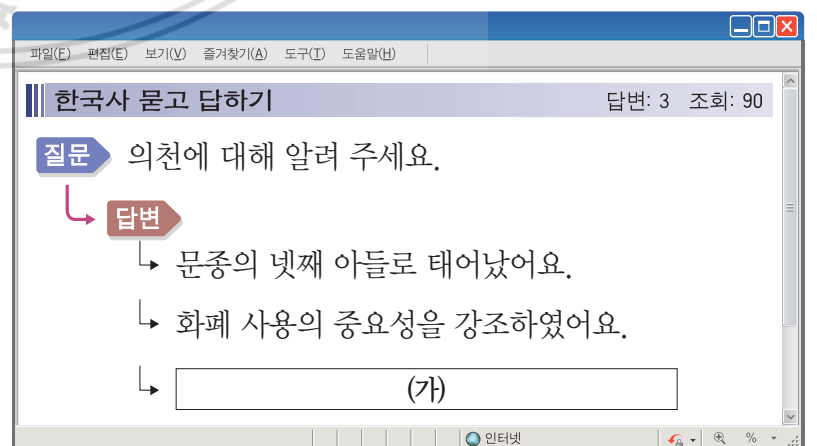 파일(F) 편집(E) 보기(V) 즐겨찾기(A) 도구(T) 도움말(H)
한국사 묻고 답하기 답변: 3 조회: 90
질문 의천에 대해 알려 주세요.
답변
문종의 넷째 아들로 태어났어요.
화폐 사용의 중요성을 강조하였어요.
(가)
인터넷 %